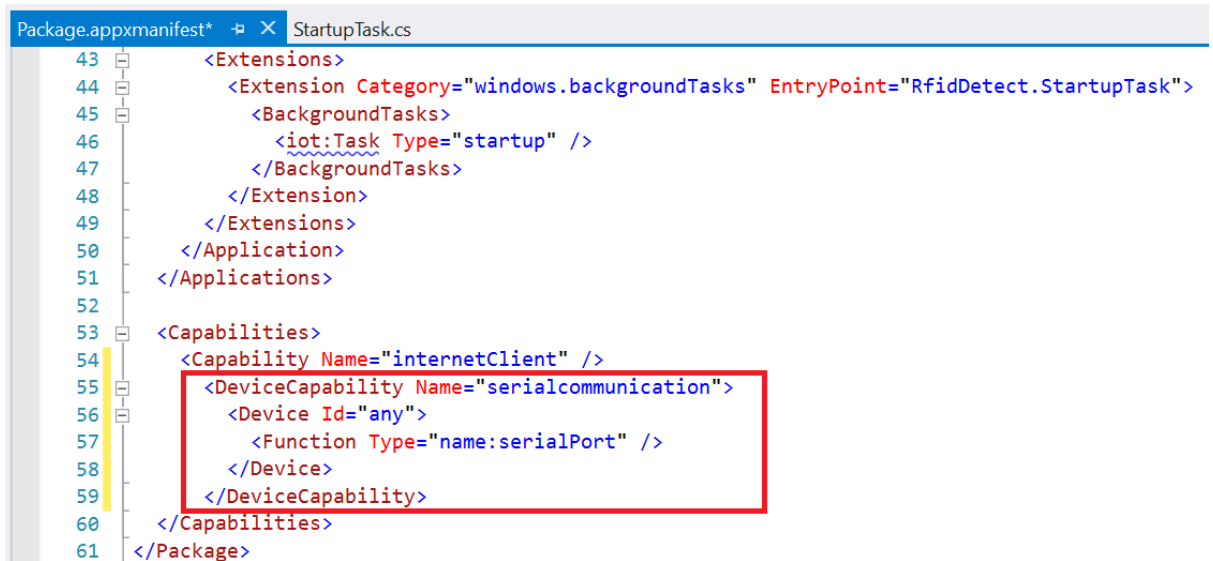 Package.appxmanifest* StartupTask.cs
43 <Extensions>
44 <Extension Category="windows.backgroundTasks" EntryPoint="RfidDetect.StartupTask">
45 <BackgroundTasks>
46 <iot:Task Type="startup" />
47 </BackgroundTasks>
48 </Extension>
49 </Extensions>
50 </Application>
51 </Applications>
52
53 <Capabilities>
54 <Capability Name="internetClient" />
55 <DeviceCapability Name="serialcommunication">
56 <Device Id="any">
57 <Function Type="name:serialPort" />
58 </Device>
59 </DeviceCapability>
60 </Capabilities>
61 </Package>